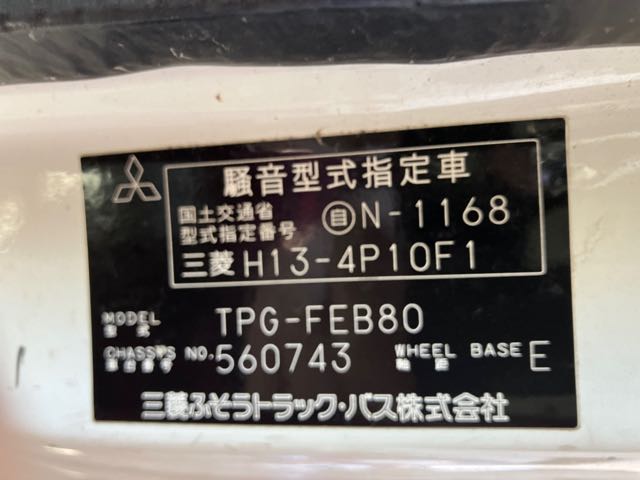 騒音型式指定車
国土交通省
型式指定番号 自N-1168
三菱 H13-4P10F1
MODEL
型式 TPG-FEB80
CHASSIS NO.
車台番号 560743
WHEEL BASE
軸距 E
三菱ふそうトラック・バス株式会社